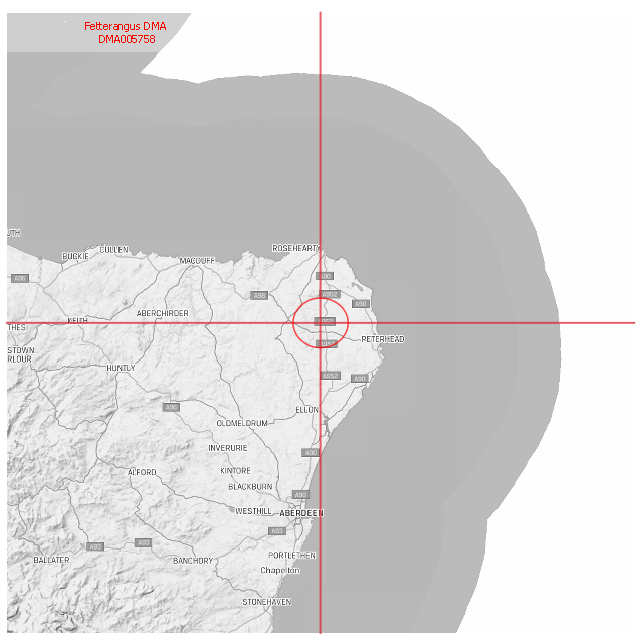 Fetterangus DMA
DMA005758
UTH
CULLEN
ROSEHEARTY
BUCKIE
MACDUFF
A96
A90
A98
A952
A90
ABERCHIRDER
KEITH
A952
THES
PETERHEAD
STOWN
RLOUR
HUNTLY
A952
A90
A96
ELLON
OLDMELDRUM
INVERURIE
A90
KINTORE
ALFORD
BLACKBURN
A90
WESTHILL
ABERDEEN
A93
A93
A93
PORTLETHEN
BALLATER
BANCHORY
Chapelton
STONEHAVEN